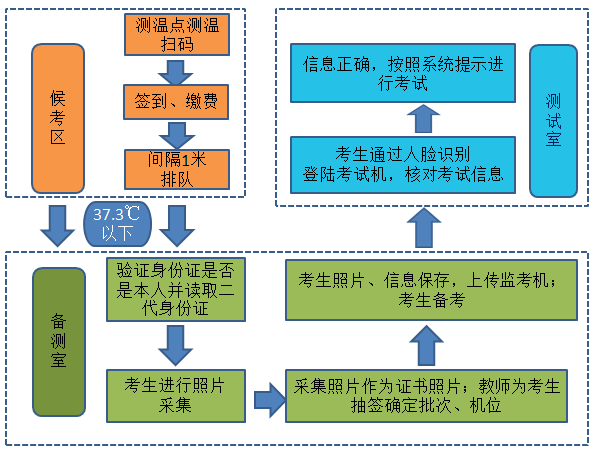 候考区
测温点测温
扫码
签到、缴费
间隔1米
排队
37.3℃
以下
备测室
验证身份证是否
是本人并读取二
代身份证
考生进行照片
采集
采集照片作为证书照片；教师为考生
抽签确定批次、机位
考生照片、信息保存，上传监考机；
考生备考
测试室
考生通过人脸识别
登陆考试机，核对考试信息
信息正确，按照系统提示进
行考试